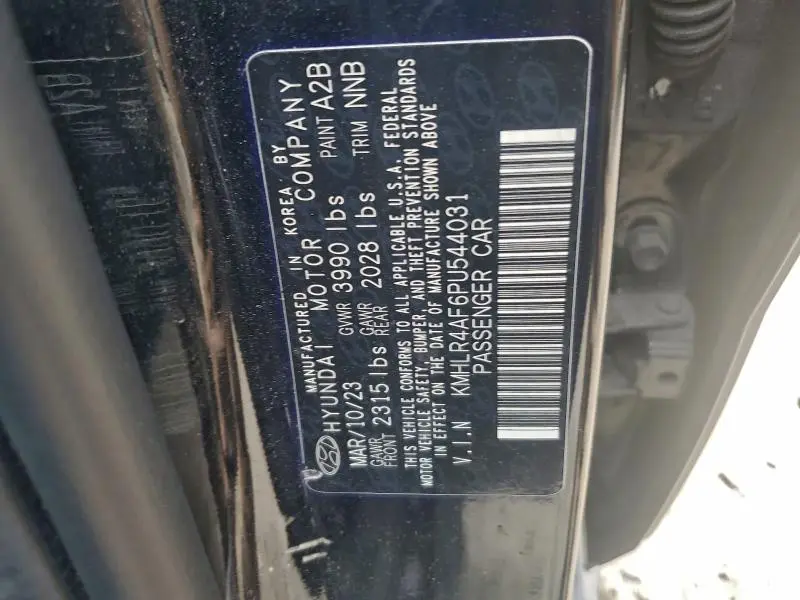 MANUFACTURED IN KOREA BY
HYUNDAI MOTOR COMPANY
MAR/10/23 GVWR 3990 lbs PAINT A2B
GAWR FRONT 2315 lbs GAWR REAR 2028 lbs TRIM NNB
THIS VEHICLE CONFORMS TO ALL APPLICABLE U.S.A. FEDERAL
MOTOR VEHICLE SAFETY, BUMPER, AND THEFT PREVENTION STANDARDS
IN EFFECT ON THE DATE OF MANUFACTURE SHOWN ABOVE
V.I.N KMHLR4AF6PU544031
PASSENGER CAR